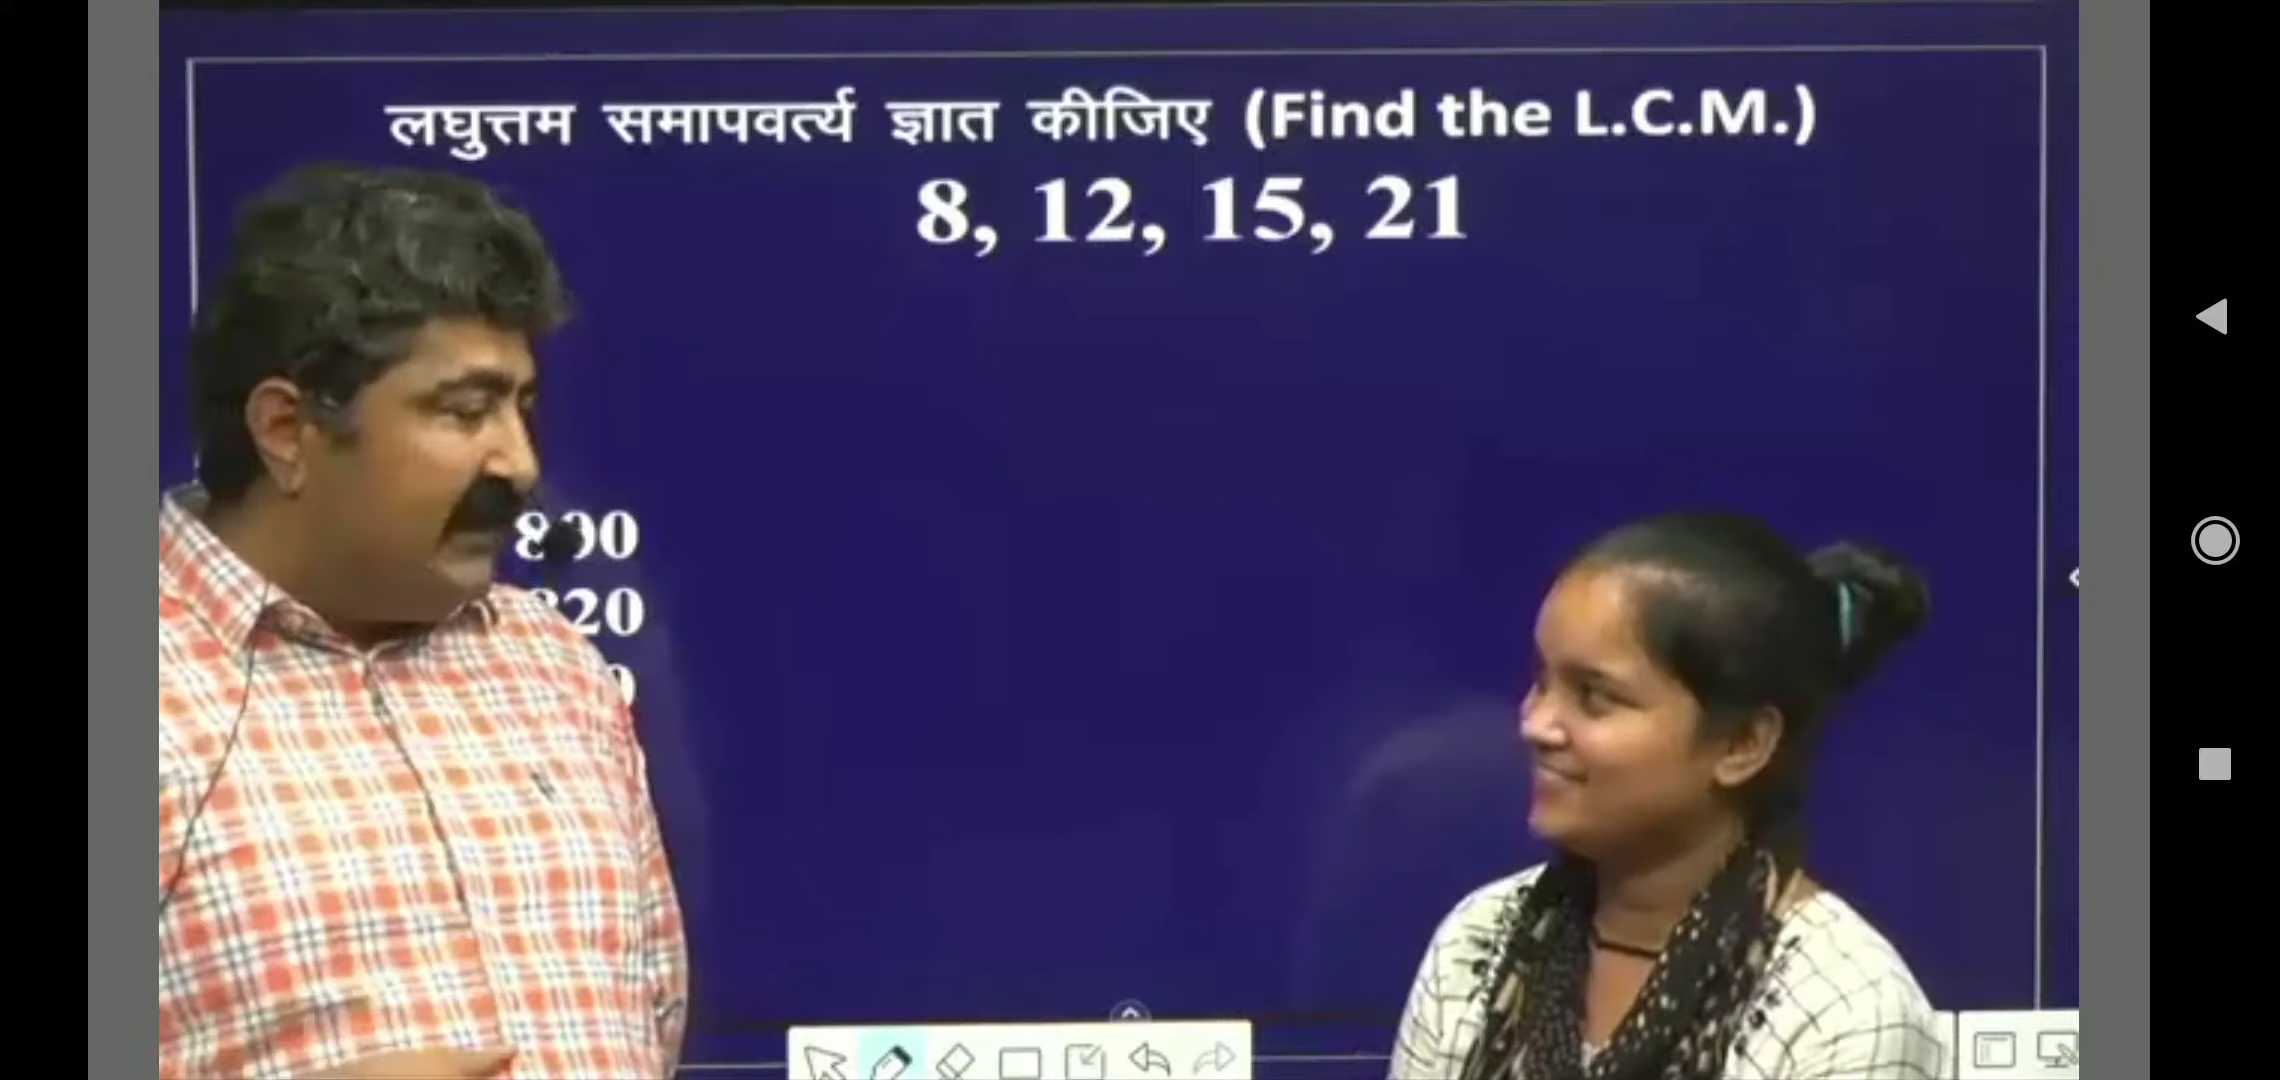 लघुत्तम समापवर्त्य ज्ञात कीजिए (Find the L.C.M.)
8, 12, 15, 21